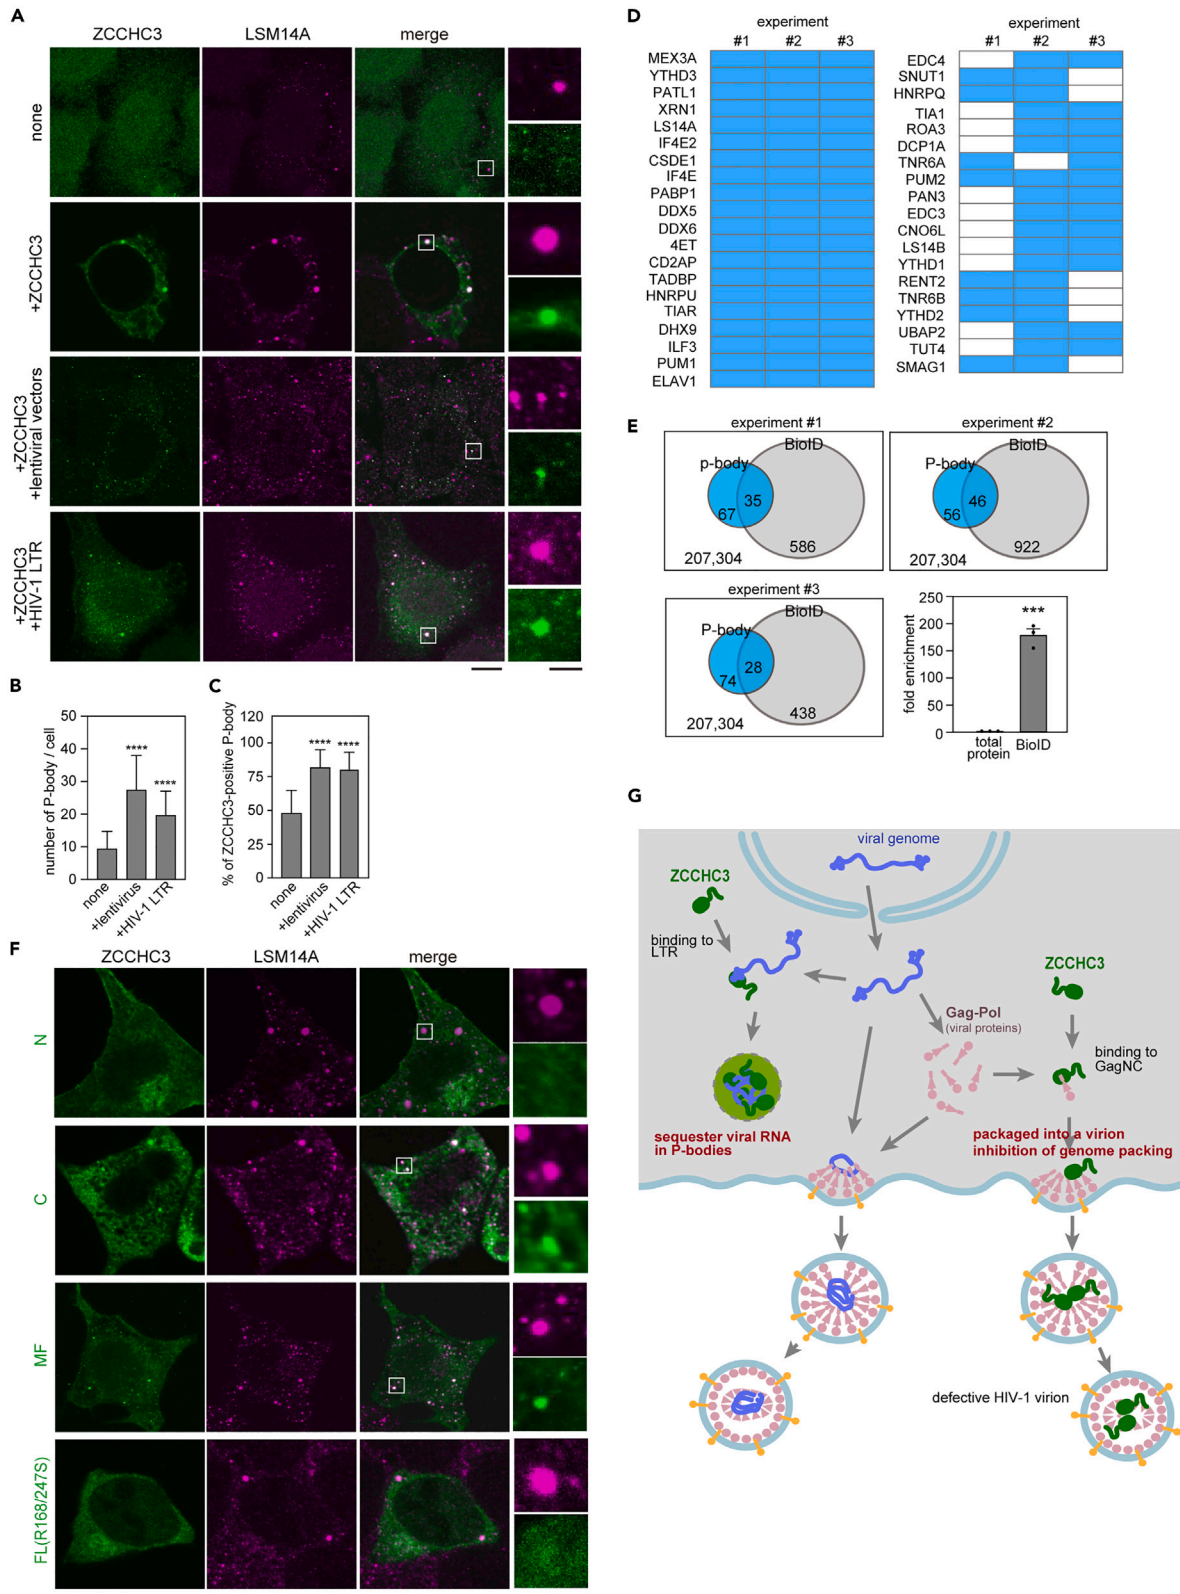 A
ZCCHC3
LSM14A
merge
none
+ZCCHC3
+ZCCHC3
+lentiviral vectors
+ZCCHC3
+HIV-1 LTR
B
50
40
30
20
10
0
number of P-body / cell
****
****
none
+lentivirus
+HIV-1 LTR
C
120
100
75
50
25
0
% of ZCCHC3-positive P-body
****
****
none
+lentivirus
+HIV-1 LTR
D
experiment
#1 #2 #3
MEX3A
YTHD3
PATL1
XRN1
LS14A
IF4E2
CSDE1
IF4E
PABP1
DDX5
DDX6
4ET
CD2AP
TADBP
HNRPU
TIAR
DHX9
ILF3
PUM1
ELAV1
experiment
#1 #2 #3
EDC4
SNUT1
HNRPQ
TIA1
ROA3
DCP1A
TNR6A
PUM2
PAN3
EDC3
CNO6L
LS14B
YTHD1
RENT2
TNR6B
YTHD2
UBAP2
TUT4
SMAG1
E
experiment #1
BioID
p-body
67
35
586
207,304
experiment #2
BioID
P-body
56
46
922
207,304
experiment #3
BioID
P-body
74
28
438
207,304
250
200
150
100
50
0
fold enrichment
***
total
protein
BioID
F
ZCCHC3
LSM14A
merge
N
C
MF
FL(R168/247S)
G
viral genome
ZCCHC3
binding to
LTR
ZCCHC3
Gag-Pol
(viral proteins)
binding to
GagNC
sequester viral RNA
in P-bodies
packaged into a virion
inhibition of genome packing
defective HIV-1 virion